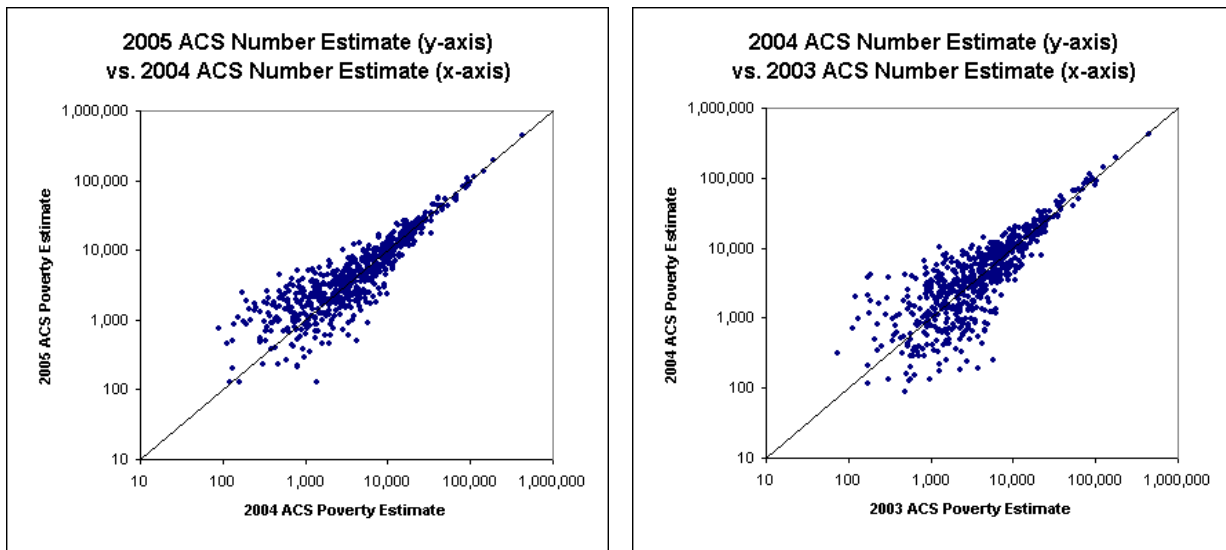 2005 ACS Number Estimate (y-axis)
vs. 2004 ACS Number Estimate (x-axis)
1,000,000
100,000
10,000
1,000
100
10
2005 ACS Poverty Estimate
10 100 1,000 10,000 100,000 1,000,000
2004 ACS Poverty Estimate
2004 ACS Number Estimate (y-axis)
vs. 2003 ACS Number Estimate (x-axis)
1,000,000
100,000
10,000
1,000
100
10
2004 ACS Poverty Estimate
10 100 1,000 10,000 100,000 1,000,000
2003 ACS Poverty Estimate